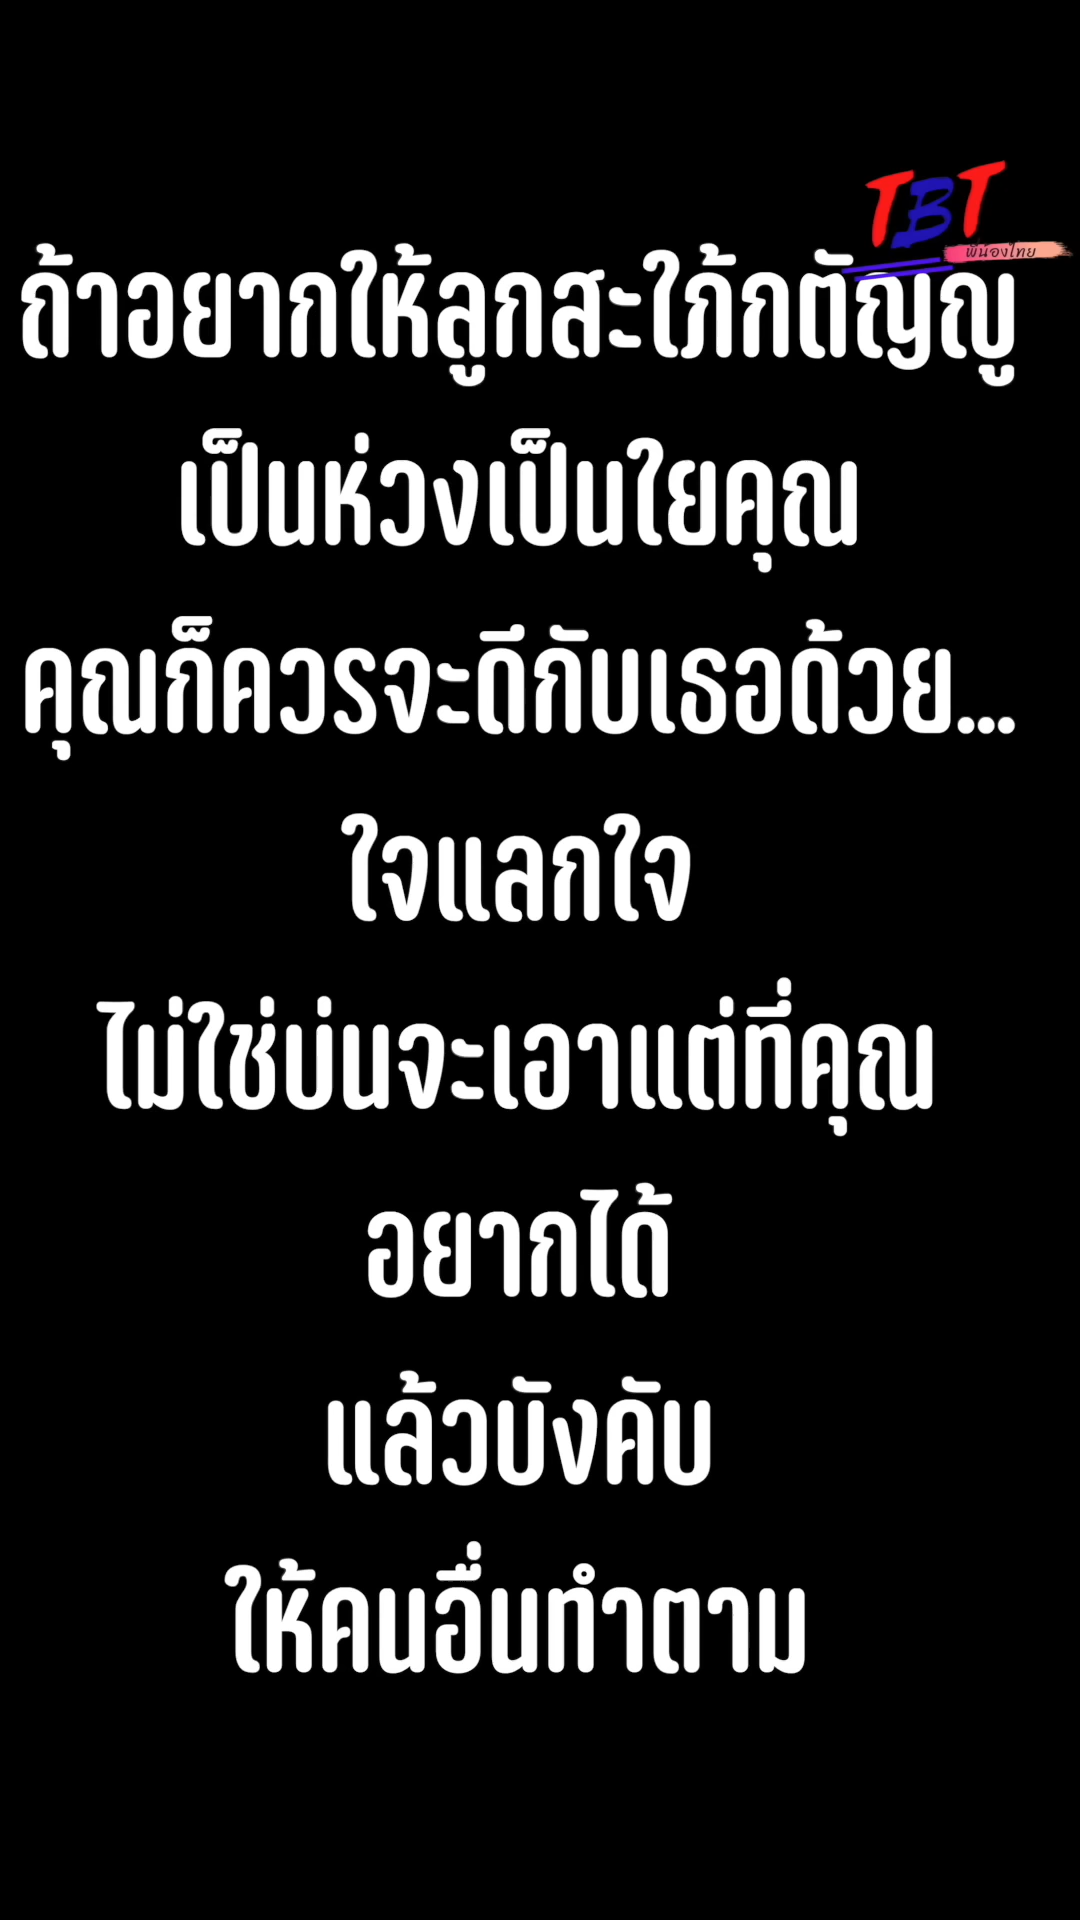 TBT
พี่น้องไทย
ถ้าอยากให้ลูกสะใภ้กตัญญู
เป็นห่วงเป็นใยคุณ
คุณก็ควรจะดีกับเธอด้วย...
ใจแลกใจ
ไม่ใช่บ่นจะเอาแต่ที่คุณ
อยากได้
แล้วบังคับ
ให้คนอื่นทำตาม